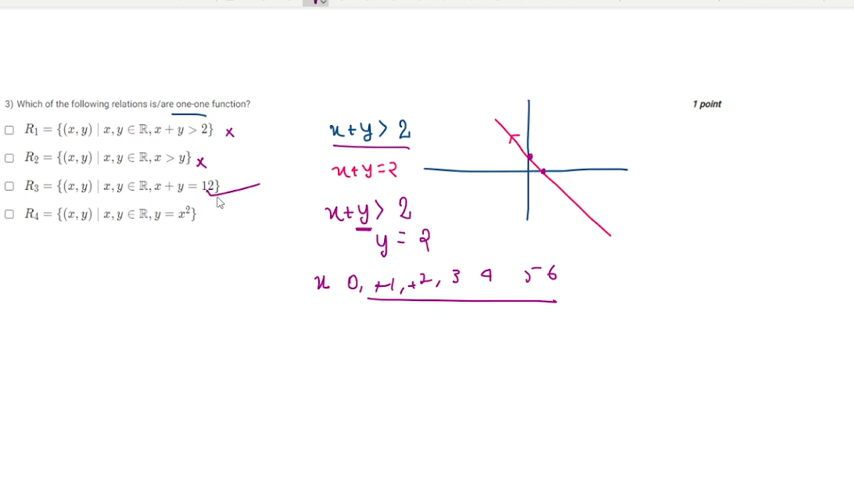 3) Which of the following relations is/are one-one function?
1 point
R₁ = {(x, y) | x, y ∈ ℝ, x + y > 2} x
R₂ = {(x, y) | x, y ∈ ℝ, x > y} x
R₃ = {(x, y) | x, y ∈ ℝ, x + y = 12}
R₄ = {(x, y) | x, y ∈ ℝ, y = x²}
x+y> 2
x+y=2
x+y> 2
y = 2
x 0, +1, +2, 3 4 5 6